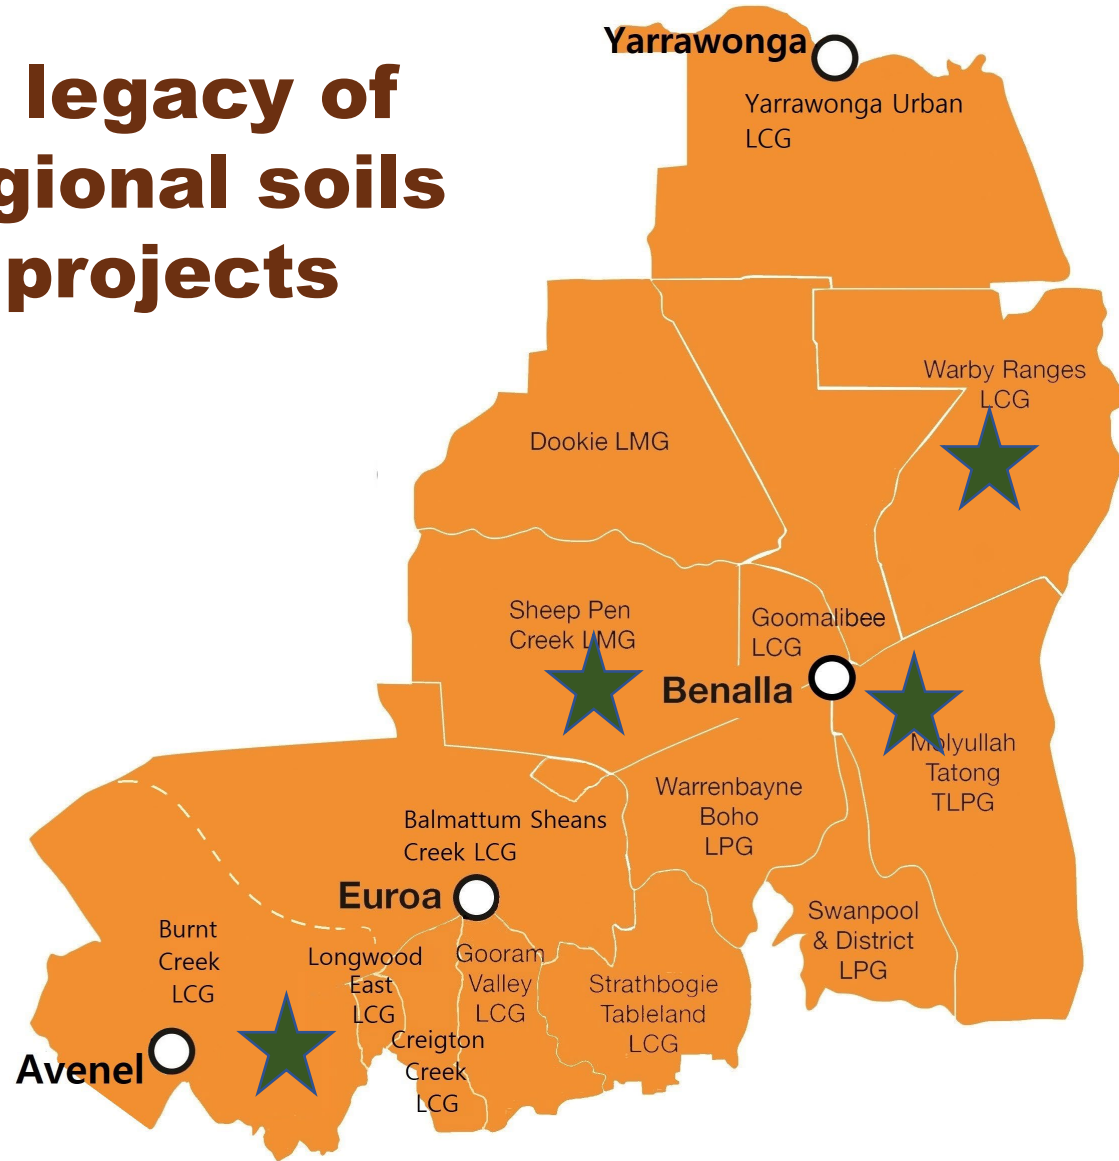 legacy of
gional soils
projects
Yarrawonga
Yarrawonga Urban
LCG
Warby Ranges
LCG
Dookie LMG
Sheep Pen
Creek LMG
Goomalibee
LCG
Benalla
Molyullah
Tatong
TLPG
Warrenbayne
Boho
LPG
Balmattum Sheans
Creek LCG
Euroa
Swanpool
& District
LPG
Burnt
Creek
LCG
Longwood
East
LCG
Gooram
Valley
LCG
Strathbogie
Tableland
LCG
Creigton
Creek
LCG
Avenel